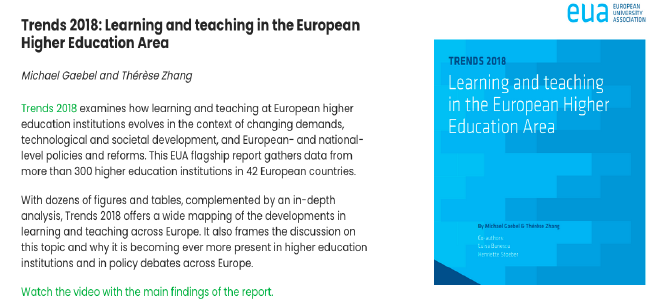 Trends 2018: Learning and teaching in the European
Higher Education Area
Michael Gaebel and Thérèse Zhang
Trends 2018 examines how learning and teaching at European higher
education institutions evolves in the context of changing demands,
technological and societal development, and European- and national-
level policies and reforms. This EUA flagship report gathers data from
more than 300 higher education institutions in 42 European countries.
With dozens of figures and tables, complemented by an in-depth
analysis, Trends 2018 offers a wide mapping of the developments in
learning and teaching across Europe. It also frames the discussion on
this topic and why it is becoming ever more present in higher education
institutions and in policy debates across Europe.
Watch the video with the main findings of the report.
eua EUROPEAN
UNIVERSITY
ASSOCIATION
TRENDS 2018
Learning and teaching
in the European Higher
Education Area
By Michael Gaebel & Thérèse Zhang
Co-authors
Henriette Stoeber